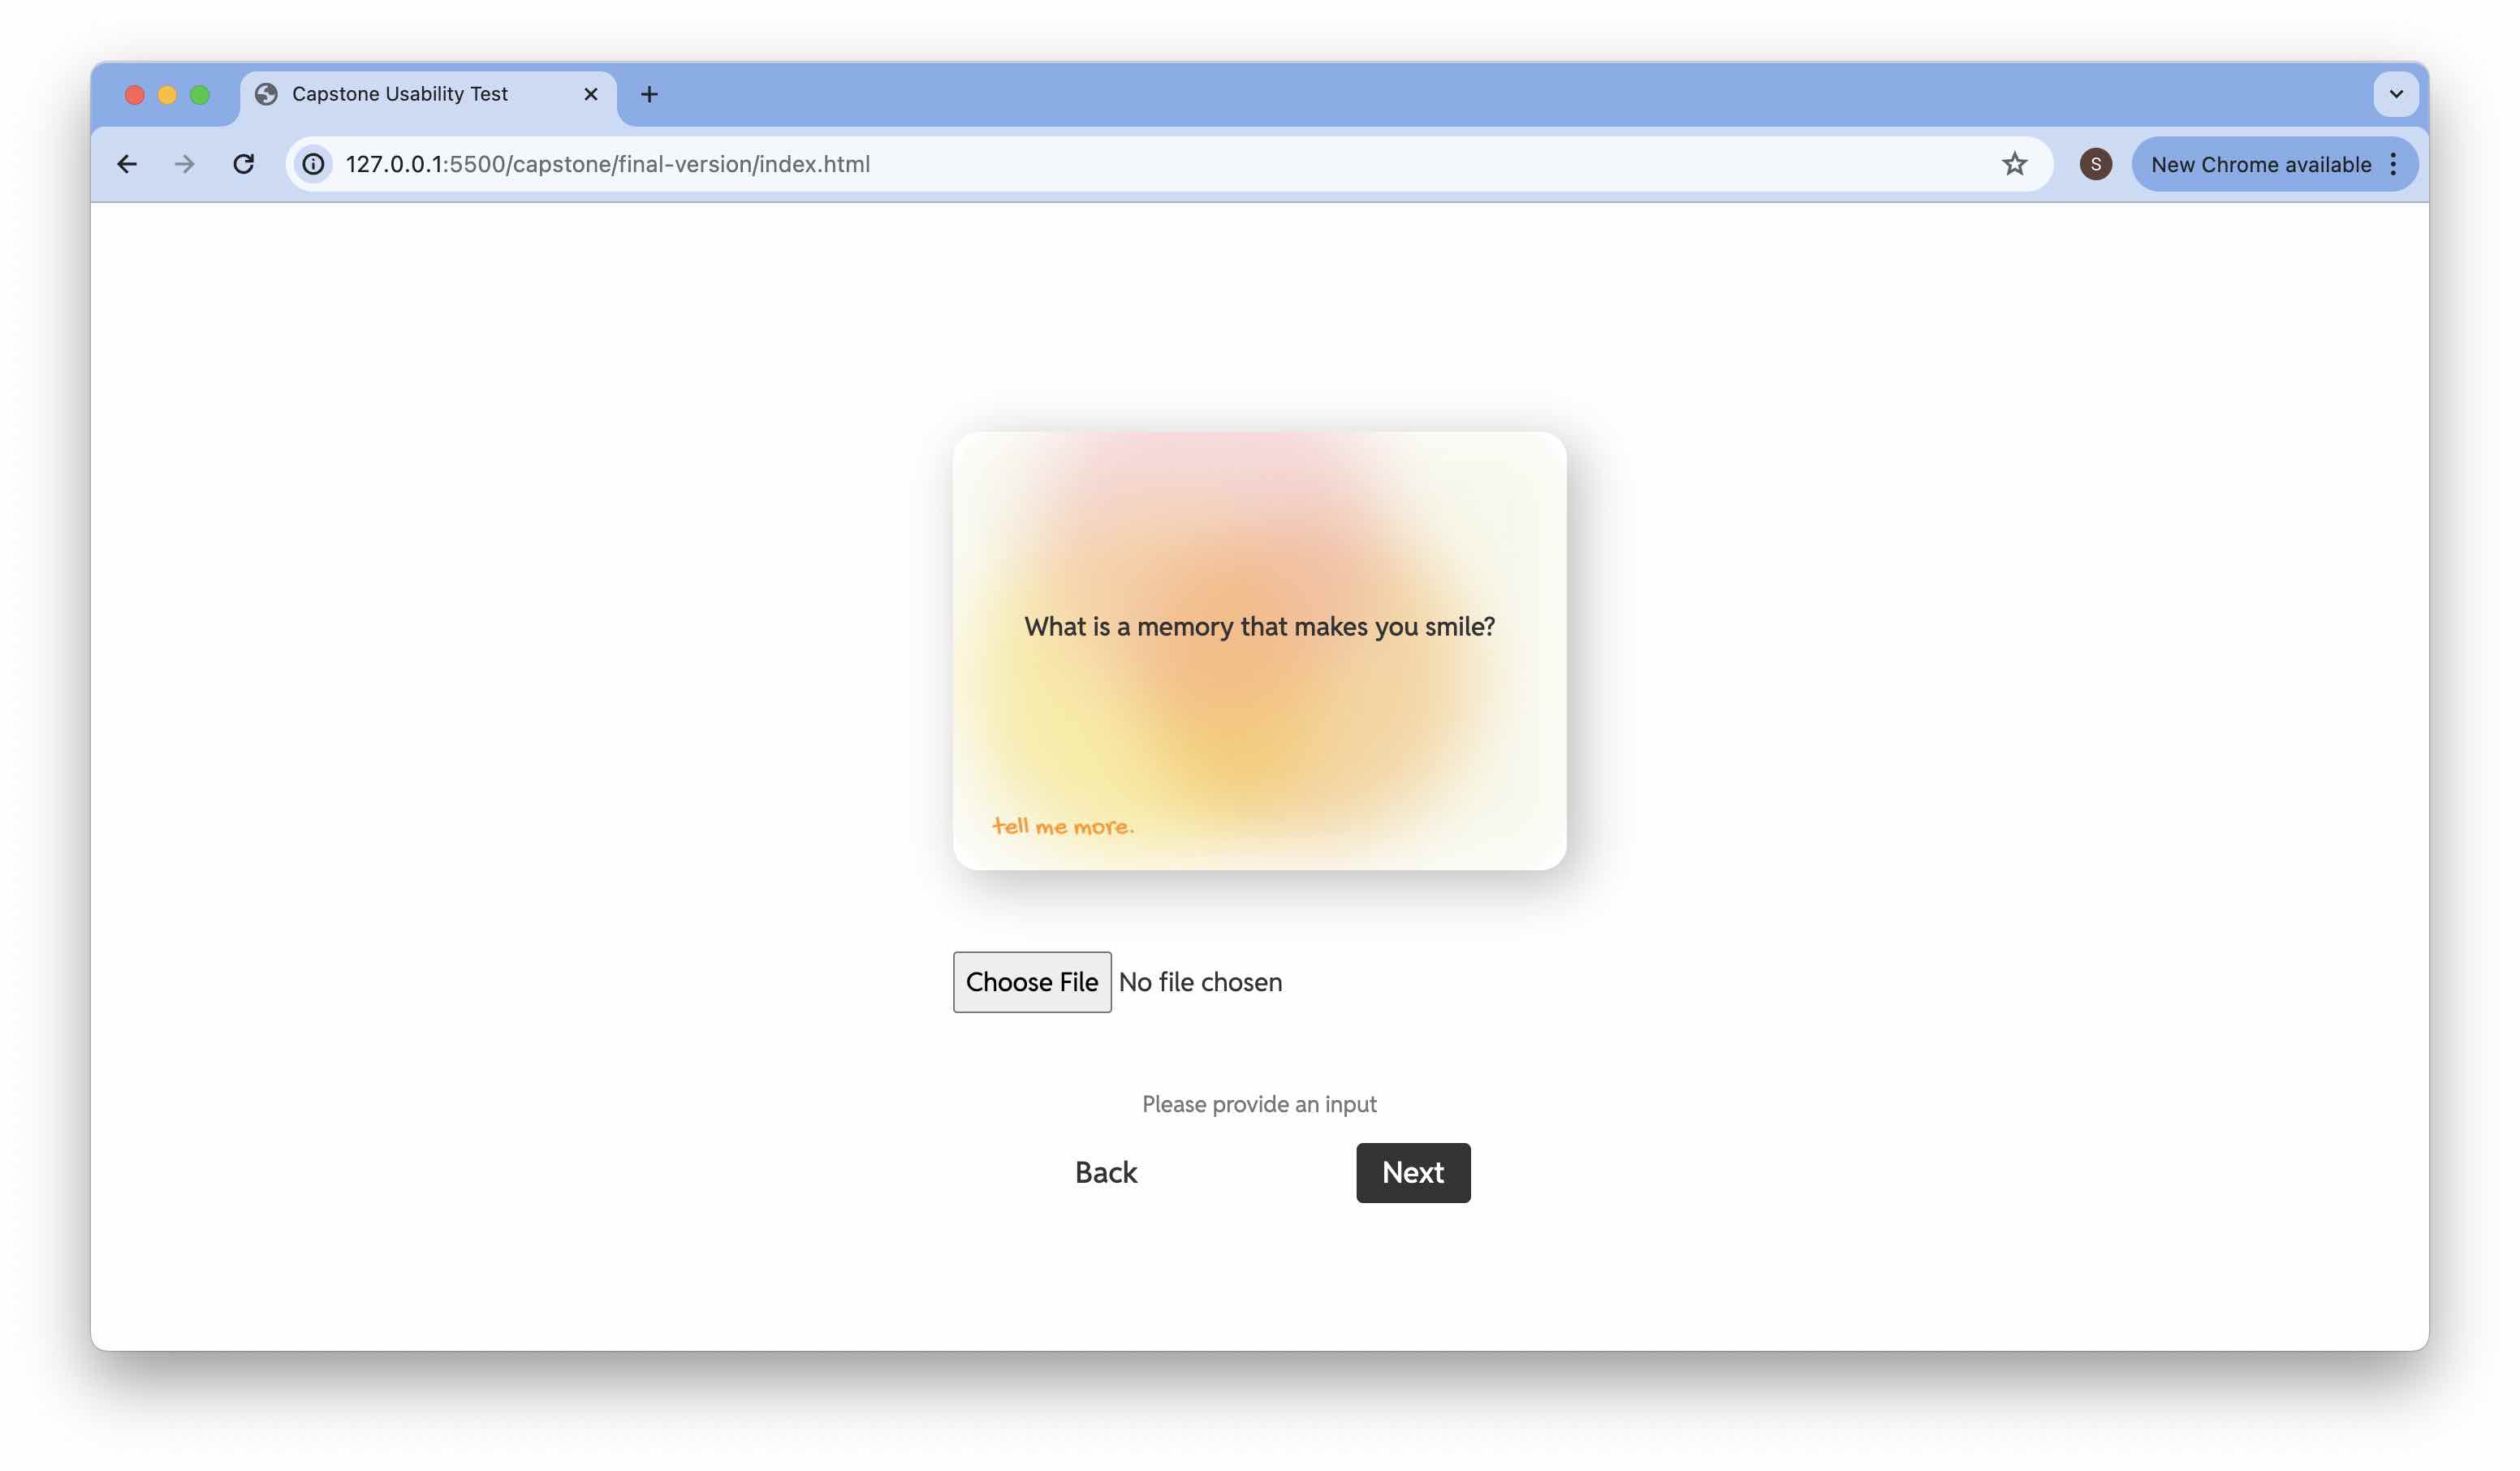 Capstone Usability Test
127.0.0.1:5500/capstone/final-version/index.html
S
New Chrome available
What is a memory that makes you smile?
tell me more.
Choose File No file chosen
Please provide an input
Back Next